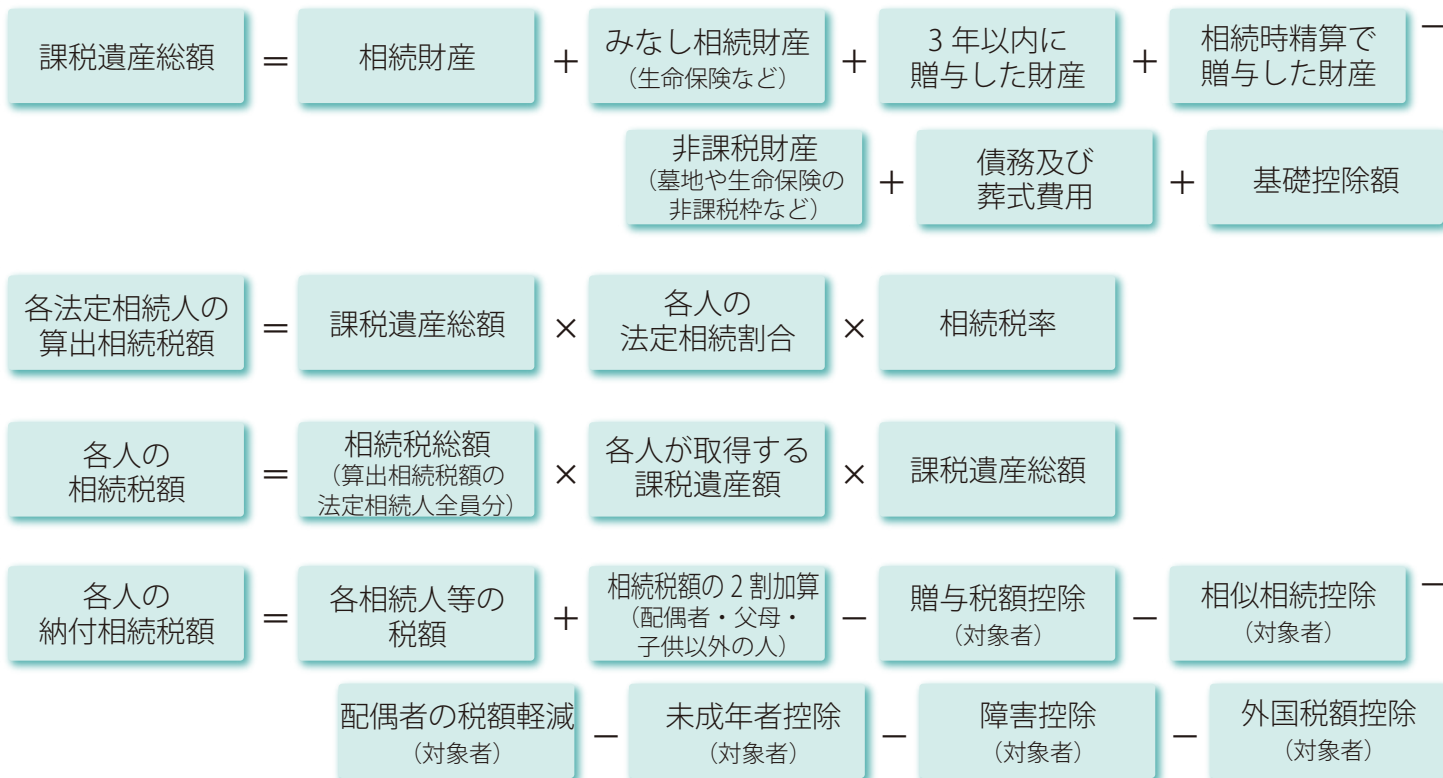 課税遺産総額 = 相続財産 + みなし相続財産 + 3年以内に + 相続時精算で −
(生命保険など) 贈与した財産 贈与した財産
非課税財産 + 債務及び + 基礎控除額
(墓地や生命保険の 葬式費用
非課税枠など)
各法定相続人の = 課税遺産総額 × 各人の × 相続税率
算出相続税額 法定相続割合
各人の = 相続税総額 × 各人が取得する × 課税遺産総額
相続税額 (算出相続税額の 課税遺産額
法定相続人全員分)
各人の = 各相続人等の + 相続税額の2割加算 − 贈与税額控除 − 相似相続控除 −
納付相続税額 税額 (配偶者・父母・ (対象者) (対象者)
子供以外の人)
配偶者の税額軽減 − 未成年者控除 − 障害控除 − 外国税額控除
(対象者) (対象者) (対象者) (対象者)